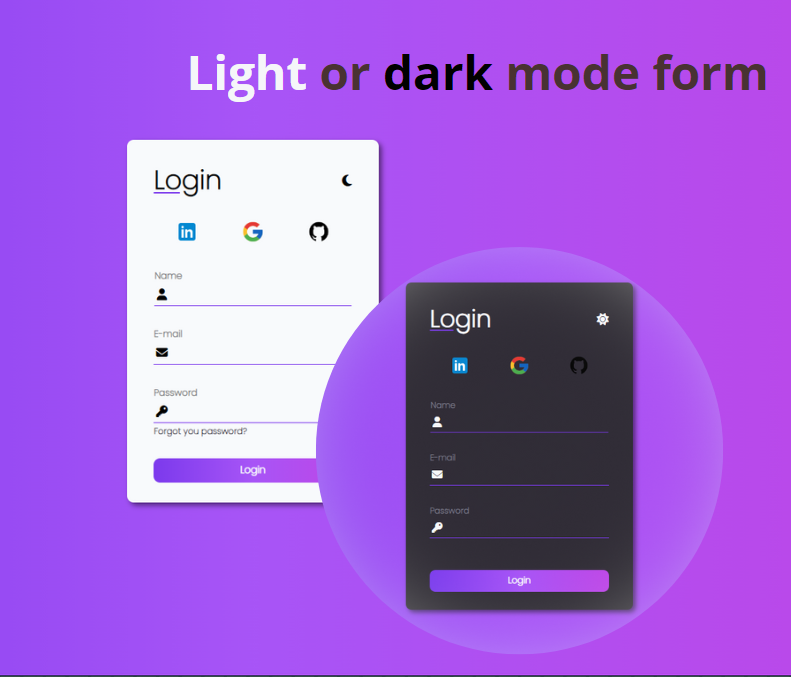 Light or dark mode form
Login
in
G
Name
E-mail
Password
Forgot you password?
Login
Login
in
G
Name
E-mail
Password
Login